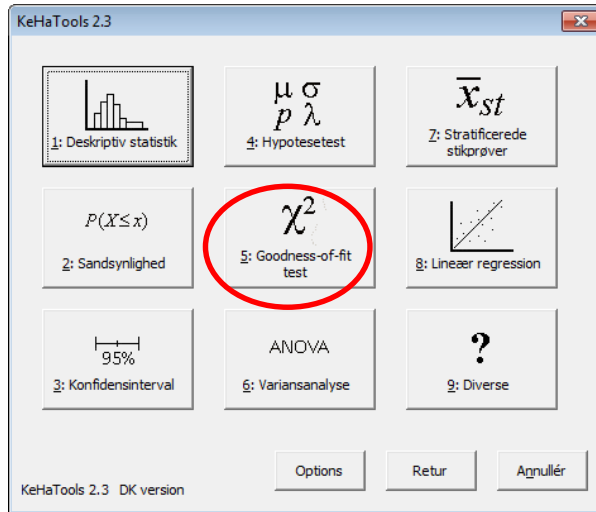 KeHaTools 2.3
μ σ
p λ
x̅st
1: Deskriptiv statistik
4: Hypotesetest
7: Stratificerede
stikprøver
P(X≤x)
χ²
2: Sandsynlighed
5: Goodness-of-fit
test
8: Lineær regression
95%
ANOVA
?
3: Konfidensinterval
6: Variansanalyse
9: Diverse
Options
Retur
Annullér
KeHaTools 2.3 DK version